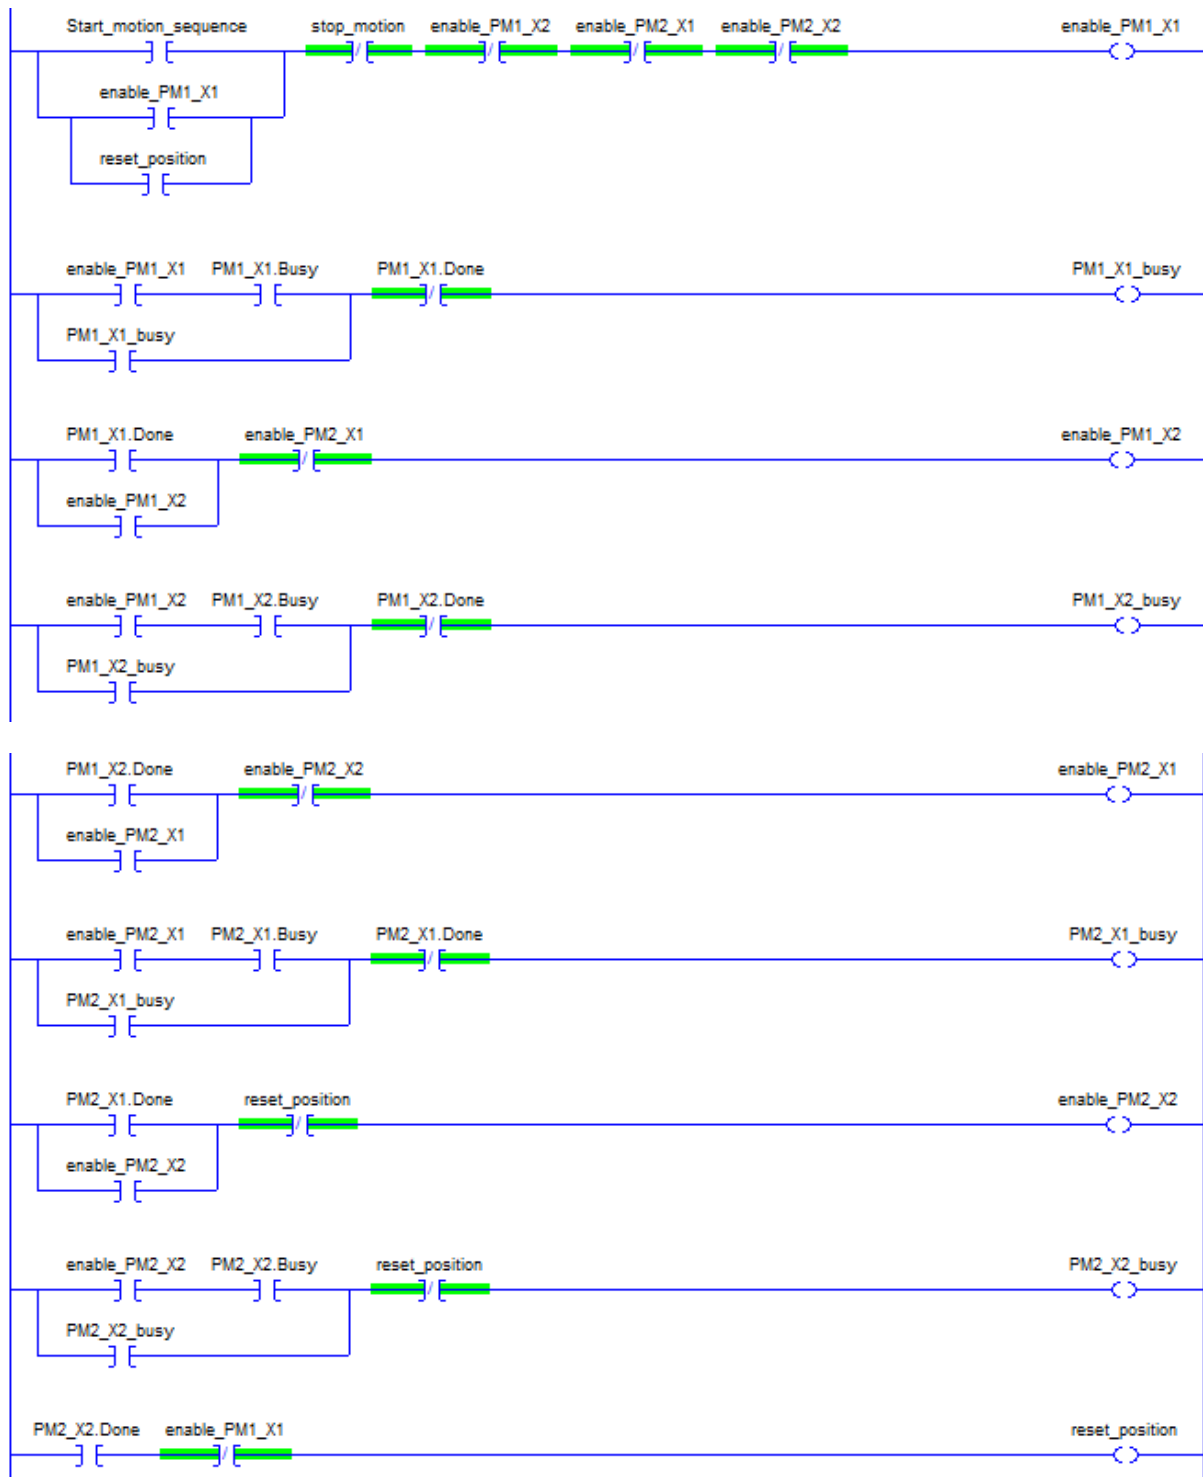 Start_motion_sequence stop_motion enable_PM1_X2 enable_PM2_X1 enable_PM2_X2 enable_PM1_X1
enable_PM1_X1
reset_position
enable_PM1_X1 PM1_X1.Busy PM1_X1.Done PM1_X1_busy
PM1_X1_busy
PM1_X1.Done enable_PM2_X1 enable_PM1_X2
enable_PM1_X2
enable_PM1_X2 PM1_X2.Busy PM1_X2.Done PM1_X2_busy
PM1_X2_busy
PM1_X2.Done enable_PM2_X2 enable_PM2_X1
enable_PM2_X1
enable_PM2_X1 PM2_X1.Busy PM2_X1.Done PM2_X1_busy
PM2_X1_busy
PM2_X1.Done reset_position enable_PM2_X2
enable_PM2_X2
enable_PM2_X2 PM2_X2.Busy reset_position PM2_X2_busy
PM2_X2_busy
PM2_X2.Done enable_PM1_X1 reset_position